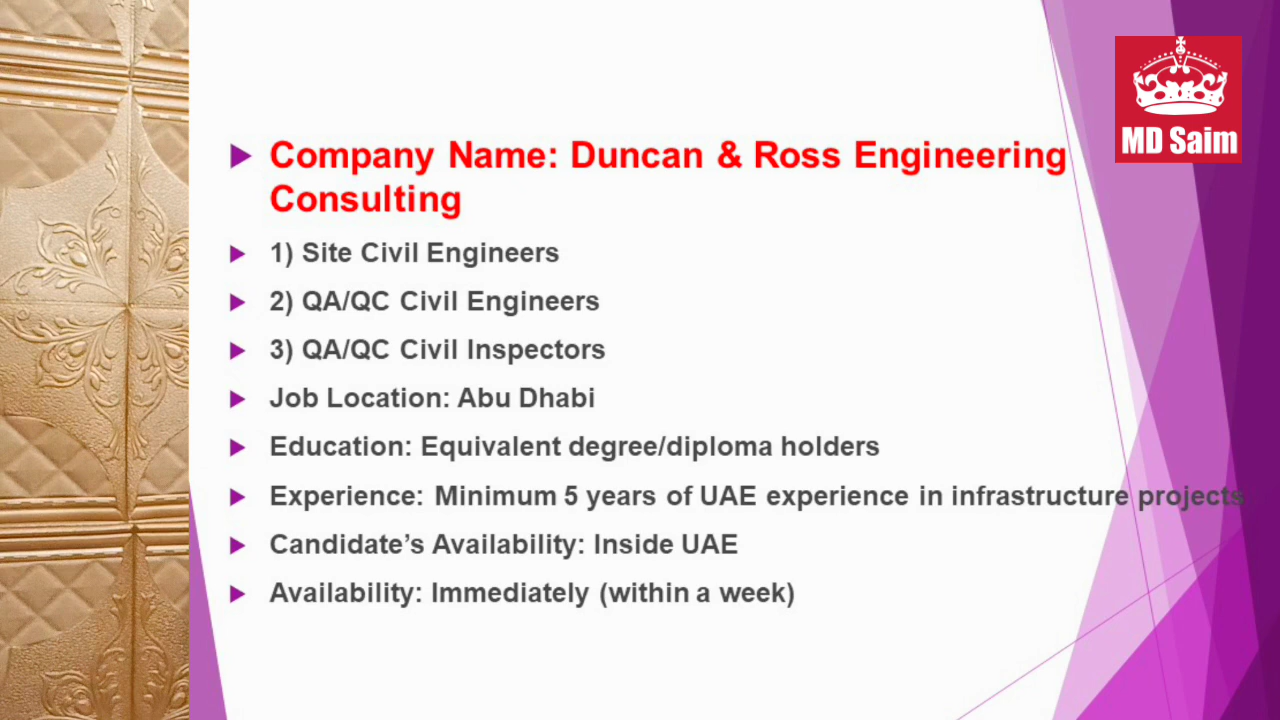 MD Saim
Company Name: Duncan & Ross Engineering
Consulting
1) Site Civil Engineers
2) QA/QC Civil Engineers
3) QA/QC Civil Inspectors
Job Location: Abu Dhabi
Education: Equivalent degree/diploma holders
Experience: Minimum 5 years of UAE experience in infrastructure projects
Candidate’s Availability: Inside UAE
Availability: Immediately (within a week)